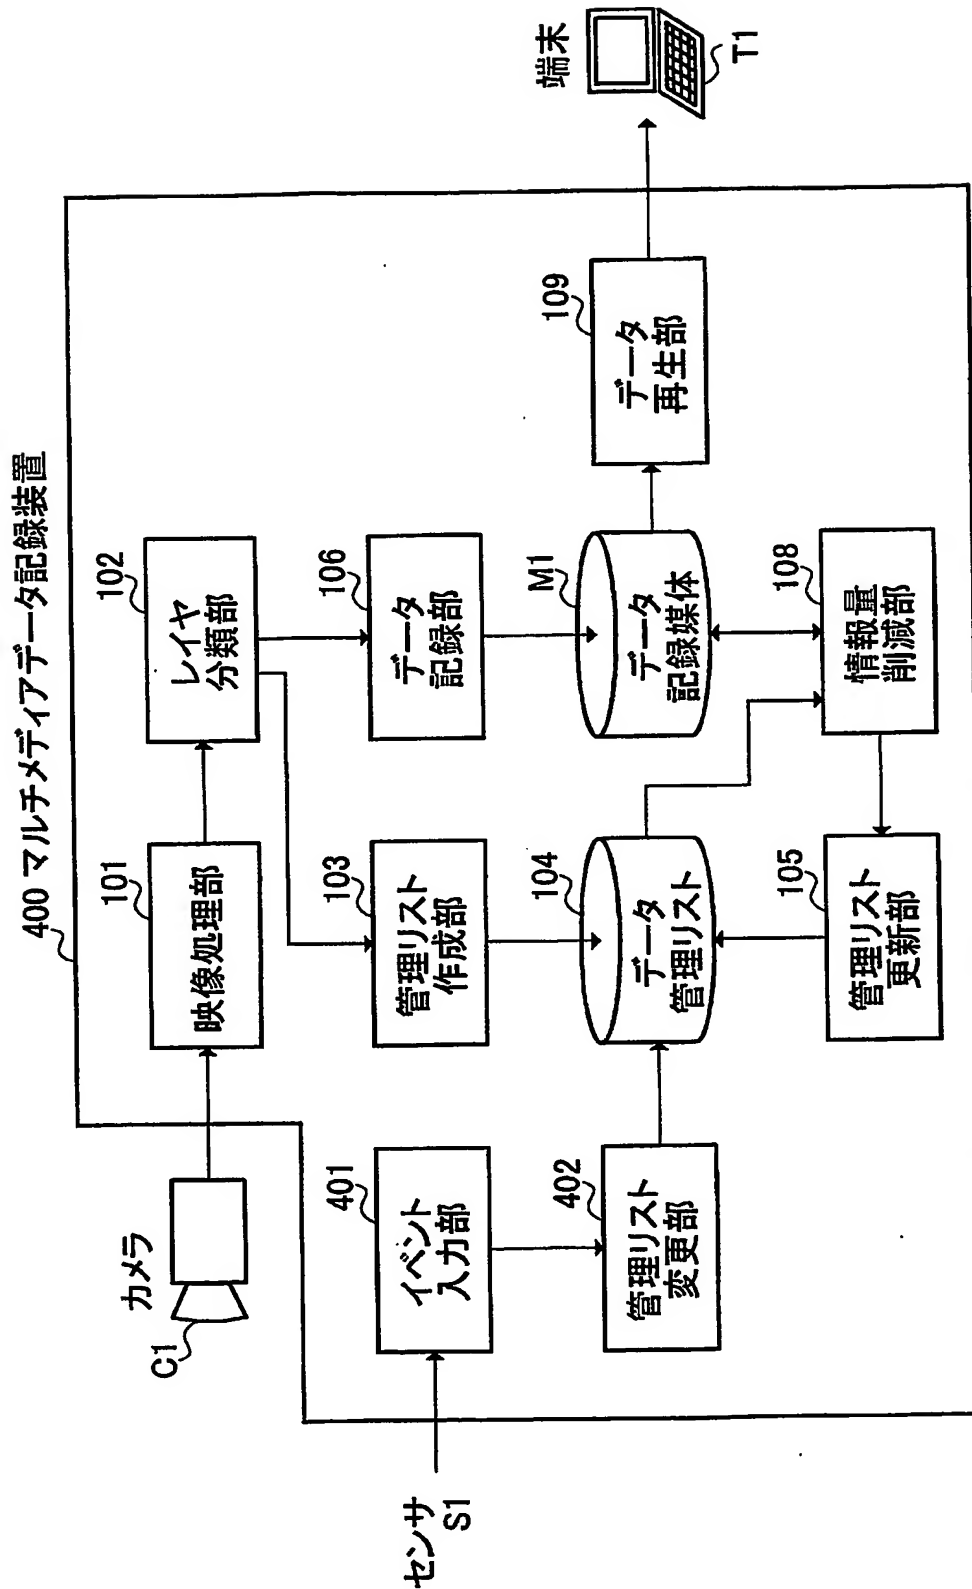 400 マルチメディアデータ記録装置
カメラ
C1
101
映像処理部
102
レイヤ
分類部
センサ
S1
401
イベント
入力部
103
管理リスト
作成部
106
データ
記録部
402
管理リスト
変更部
104
データ
管理リスト
M1
データ
記録媒体
109
データ
再生部
端末
T1
105
管理リスト
更新部
108
情報量
削減部